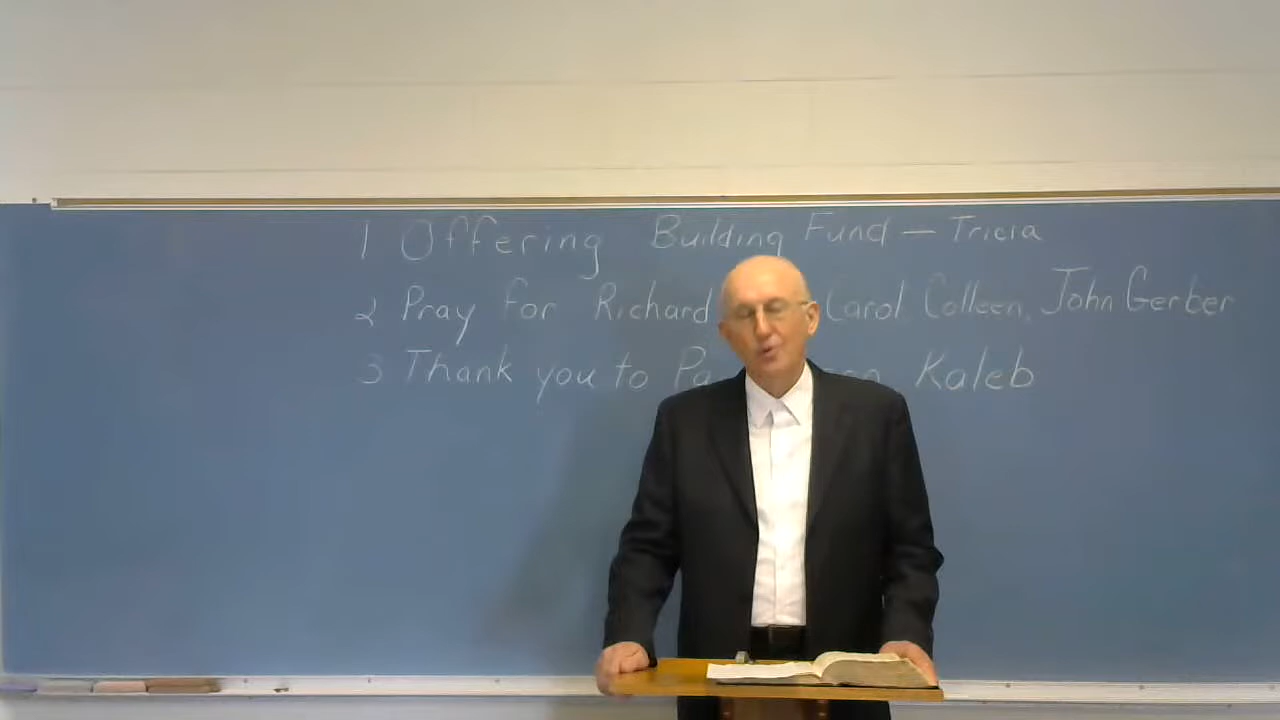 1 Offering Building Fund — Tricia
2 Pray for Richard Carol Colleen, John Gerber
3 Thank you to Kaleb